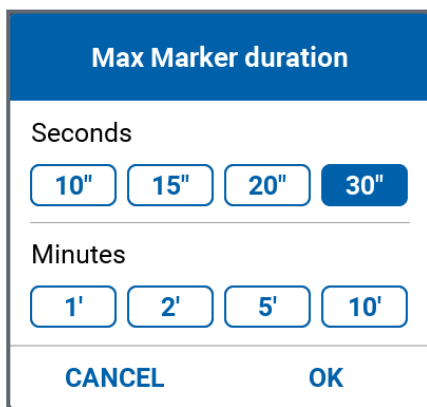 Max Marker duration
Seconds
10" 15" 20" 30"
Minutes
1' 2' 5' 10'
CANCEL OK